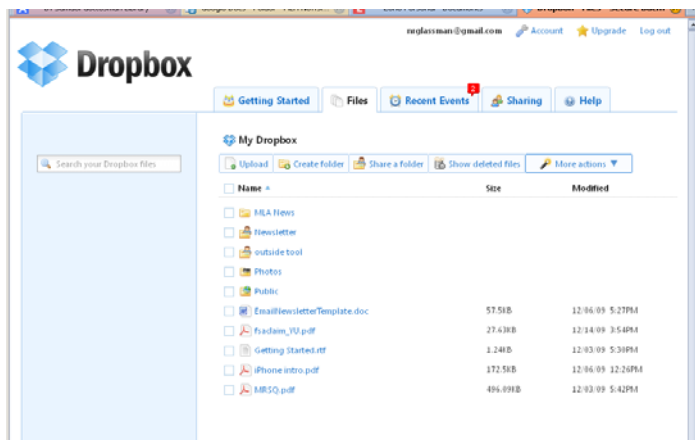 nrglassman@gmail.com Account Upgrade Log out
Dropbox
Getting Started Files Recent Events 2 Sharing Help
My Dropbox
Search your Dropbox files
Upload Create folder Share a folder Show deleted files More actions
Name Size Modified
MLA News
Newsletter
outside tool
Photos
Public
EmailNewsletterTemplate.doc 57.5KB 12/06/09 5:27PM
fsaclaim_YU.pdf 27.63KB 12/14/09 3:54PM
Getting Started.rtf 1.24KB 12/03/09 5:38PM
iPhone intro.pdf 172.5KB 12/06/09 12:26PM
MRSQ.pdf 496.09KB 12/03/09 5:42PM